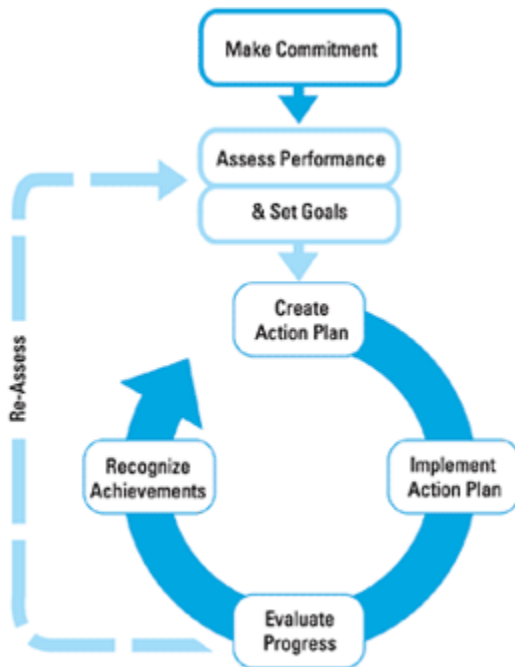 Make Commitment
Assess Performance
& Set Goals
Create
Action Plan
Re-Assess
Recognize
Achievements
Implement
Action Plan
Evaluate
Progress